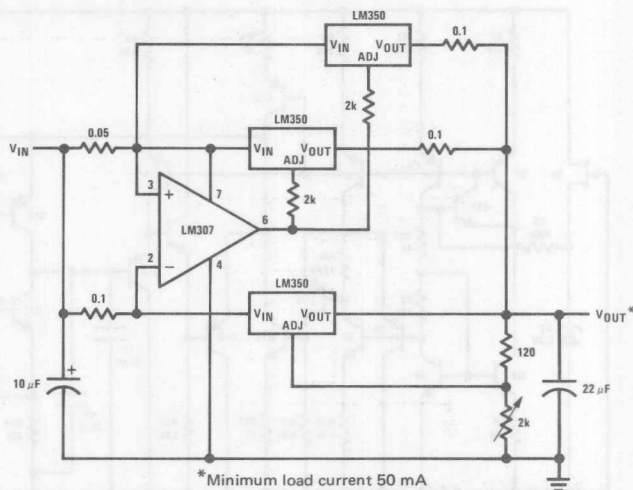 LM350
V_IN V_OUT
ADJ
0.1
2k
LM350
0.05
V_IN
V_IN V_OUT
ADJ
0.1
3
+
7
2k
6
LM307
2
−
4
LM350
0.1
V_IN V_OUT
ADJ
V_OUT*
120
+
10 μF
22 μF
2k
*Minimum load current 50 mA